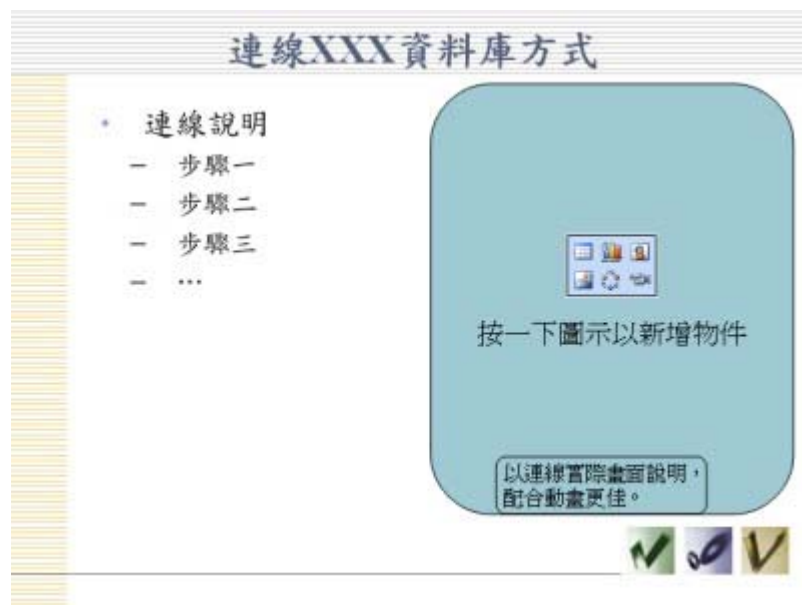 連線XXX資料庫方式
• 連線說明
– 步驟一
– 步驟二
– 步驟三
– …
按一下圖示以新增物件
以連線實際畫面說明，
配合動畫更佳。